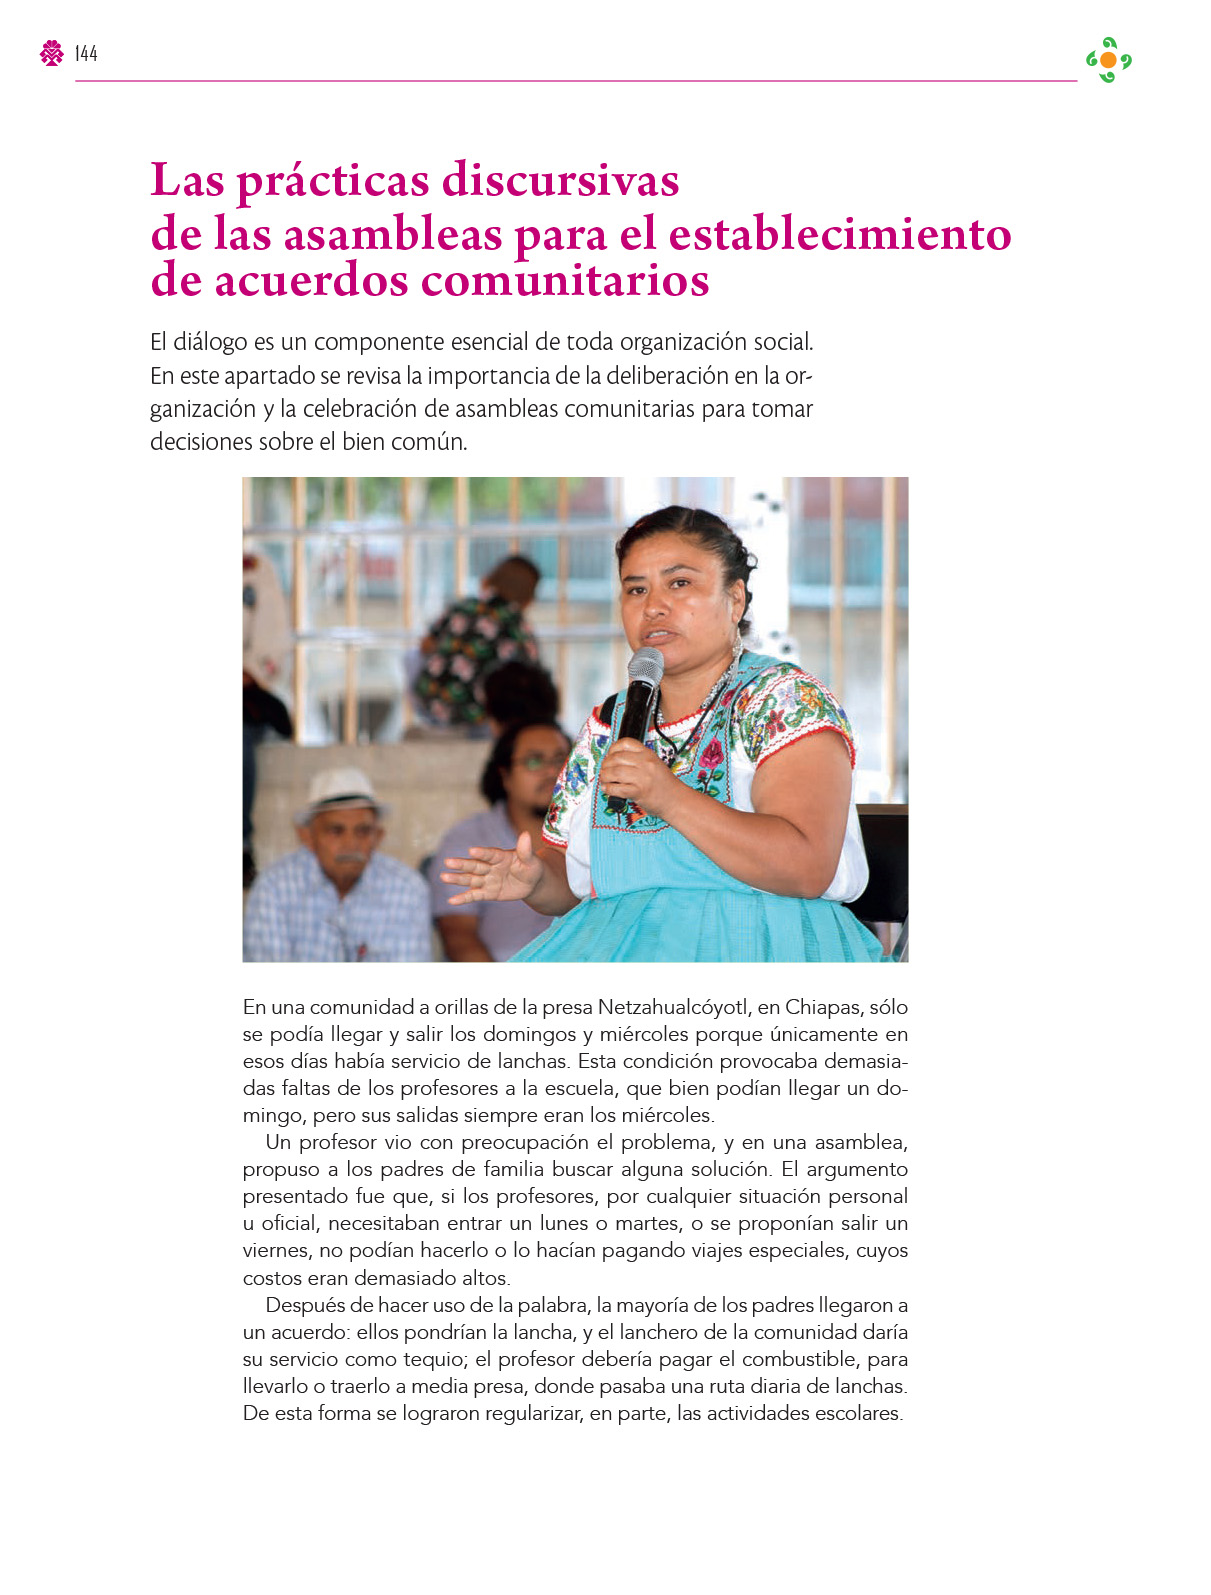 144
Las prácticas discursivas
de las asambleas para el establecimiento
de acuerdos comunitarios
El diálogo es un componente esencial de toda organización social.
En este apartado se revisa la importancia de la deliberación en la or-
ganización y la celebración de asambleas comunitarias para tomar
decisiones sobre el bien común.
En una comunidad a orillas de la presa Netzahualcóyotl, en Chiapas, sólo
se podía llegar y salir los domingos y miércoles porque únicamente en
esos días había servicio de lanchas. Esta condición provocaba demasia-
das faltas de los profesores a la escuela, que bien podían llegar un do-
mingo, pero sus salidas siempre eran los miércoles.
Un profesor vio con preocupación el problema, y en una asamblea,
propuso a los padres de familia buscar alguna solución. El argumento
presentado fue que, si los profesores, por cualquier situación personal
u oficial, necesitaban entrar un lunes o martes, o se proponían salir un
viernes, no podían hacerlo o lo hacían pagando viajes especiales, cuyos
costos eran demasiado altos.
Después de hacer uso de la palabra, la mayoría de los padres llegaron a
un acuerdo: ellos pondrían la lancha, y el lanchero de la comunidad daría
su servicio como tequio; el profesor debería pagar el combustible, para
llevarlo o traerlo a media presa, donde pasaba una ruta diaria de lanchas.
De esta forma se lograron regularizar, en parte, las actividades escolares.